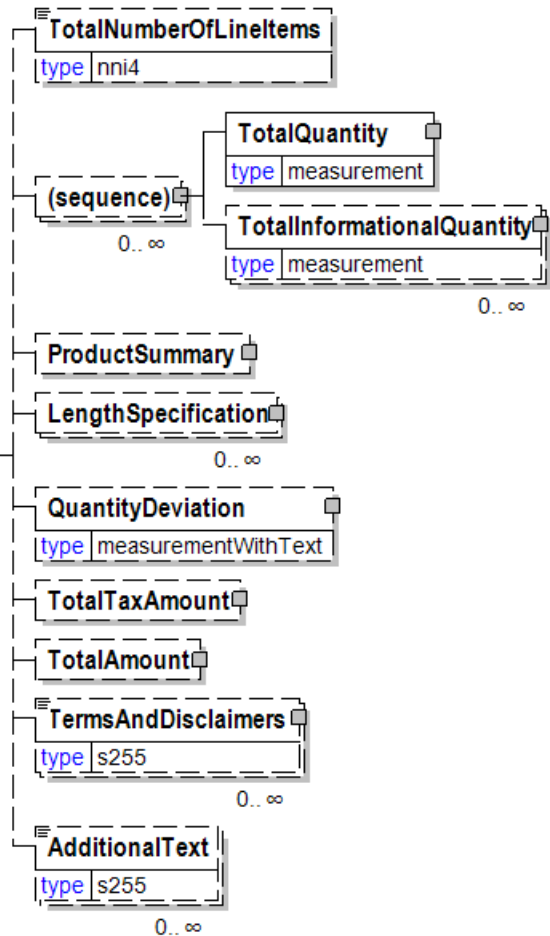 TotalNumberOfLineItems
type nni4
TotalQuantity
type measurement
(sequence)
0.. ∞
TotalInformationalQuantity
type measurement
0.. ∞
ProductSummary
LengthSpecification
0.. ∞
QuantityDeviation
type measurementWithText
TotalTaxAmount
TotalAmount
TermsAndDisclaimers
type s255
0.. ∞
AdditionalText
type s255
0.. ∞